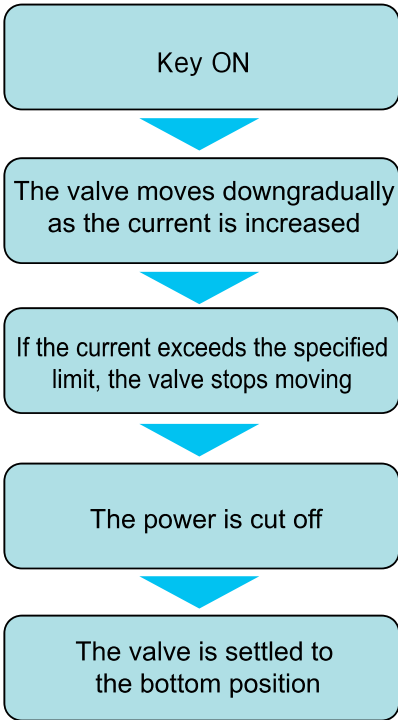 Key ON
The valve moves downgradually
as the current is increased
If the current exceeds the specified
limit, the valve stops moving
The power is cut off
The valve is settled to
the bottom position